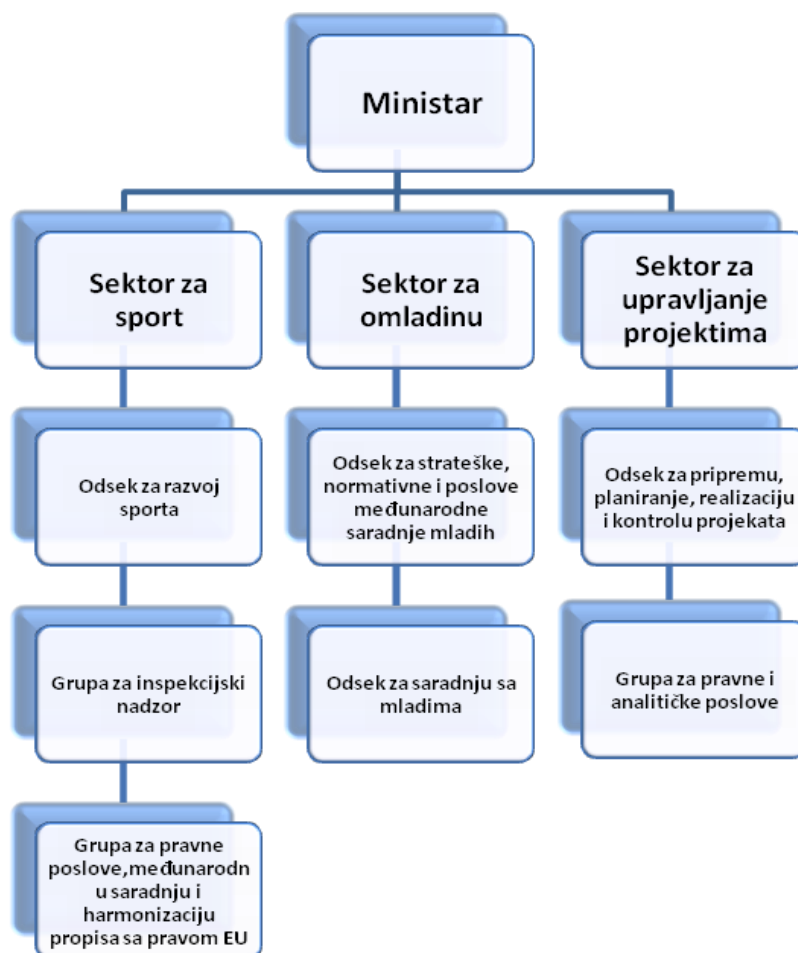 Ministar
Sektor za
sport
Sektor za
omladinu
Sektor za
upravljanje
projektima
Odsek za razvoj
sporta
Odsek za strateške,
normativne i poslove
međunarodne
saradnje mladih
Odsek za pripremu,
planiranje, realizaciju
i kontrolu projekata
Grupa za inspekcijski
nadzor
Odsek za saradnju sa
mladima
Grupa za pravne i
analitičke poslove
Grupa za pravne
poslove,međunarodn
u saradnju i
harmonizaciju
propisa sa pravom EU